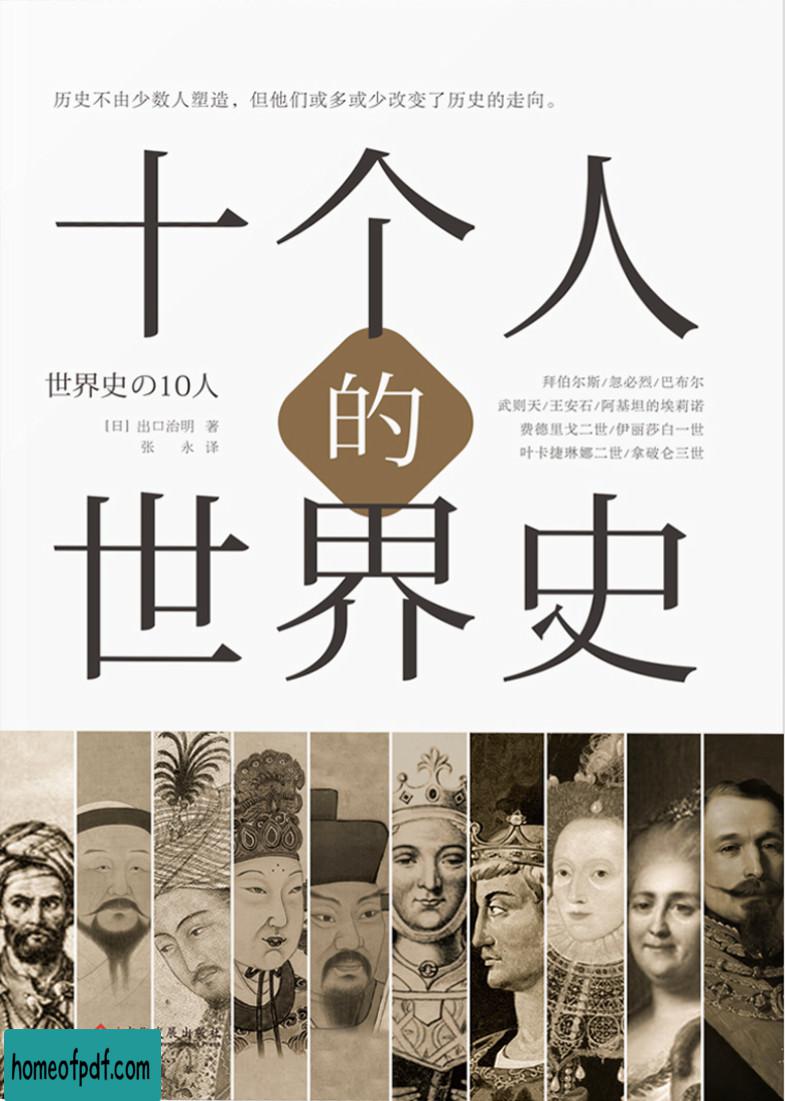 历史不由少数人塑造，但他们或多或少改变了历史的走向。
十个人
的
世界史
世界史の10人
[日] 出口治明 著
张 永 译
拜伯尔斯/忽必烈/巴布尔
武则天/王安石/阿基坦的埃莉诺
费德里戈二世/伊丽莎白一世
叶卡捷琳娜二世/拿破仑三世
展出版社
homeofpdf.com